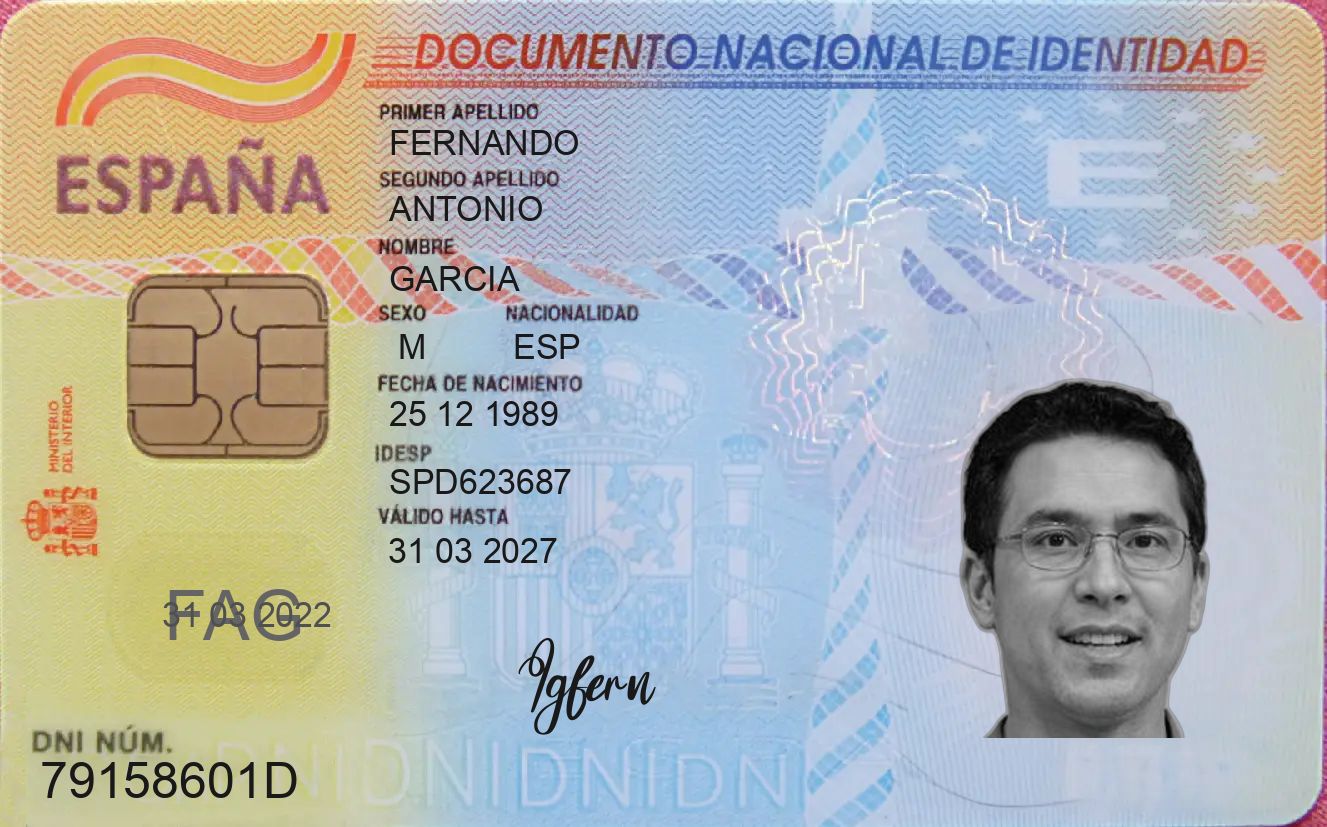 DOCUMENTO NACIONAL DE IDENTIDAD
ESPAÑA
PRIMER APELLIDO
FERNANDO
SEGUNDO APELLIDO
ANTONIO
NOMBRE
GARCIA
SEXO NACIONALIDAD
M ESP
FECHA DE NACIMIENTO
25 12 1989
IDESP
SPD623687
VÁLIDO HASTA
31 03 2027
MINISTERIO
DEL INTERIOR
FAG
31 03 2022
Igfern
DNI NÚM.
79158601D
DNIDNIDNIDNI
E